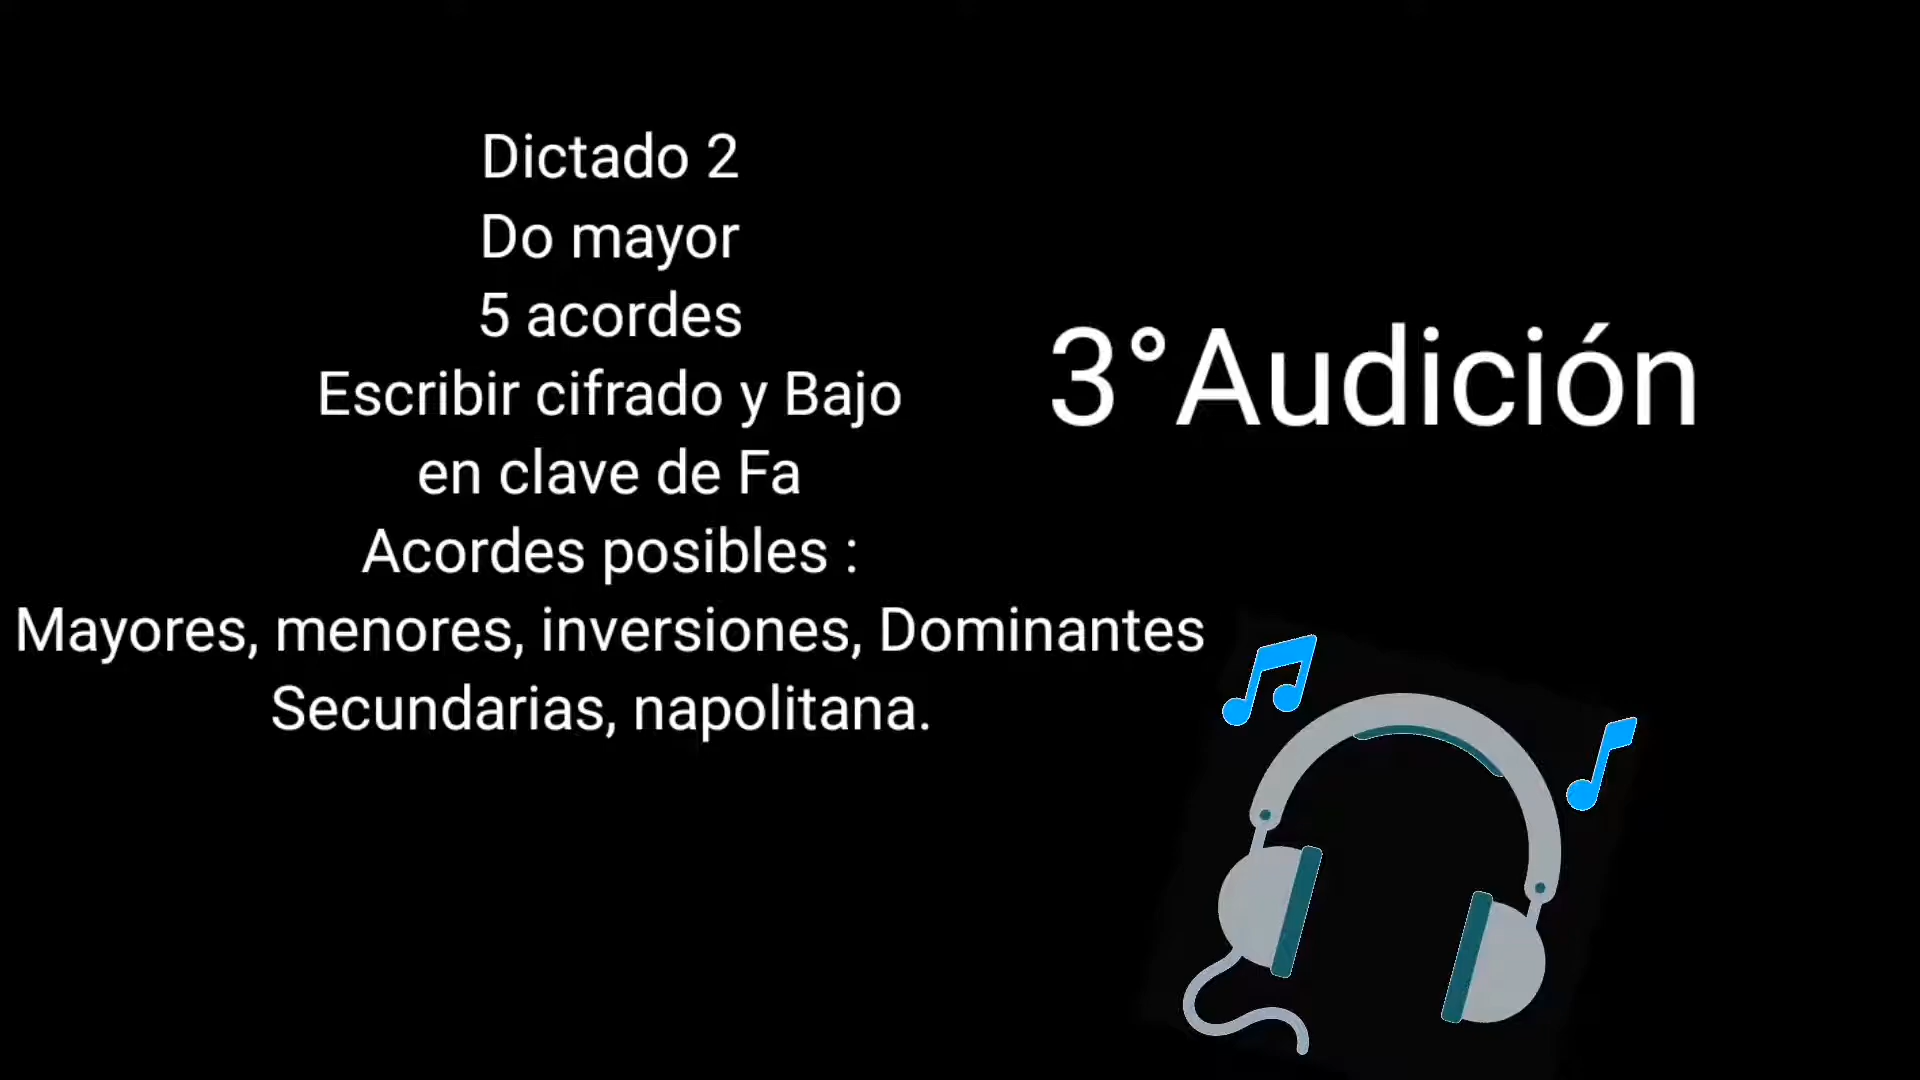 Dictado 2
Do mayor
5 acordes
Escribir cifrado y Bajo
en clave de Fa
Acordes posibles :
Mayores, menores, inversiones, Dominantes
Secundarias, napolitana.
3°Audición